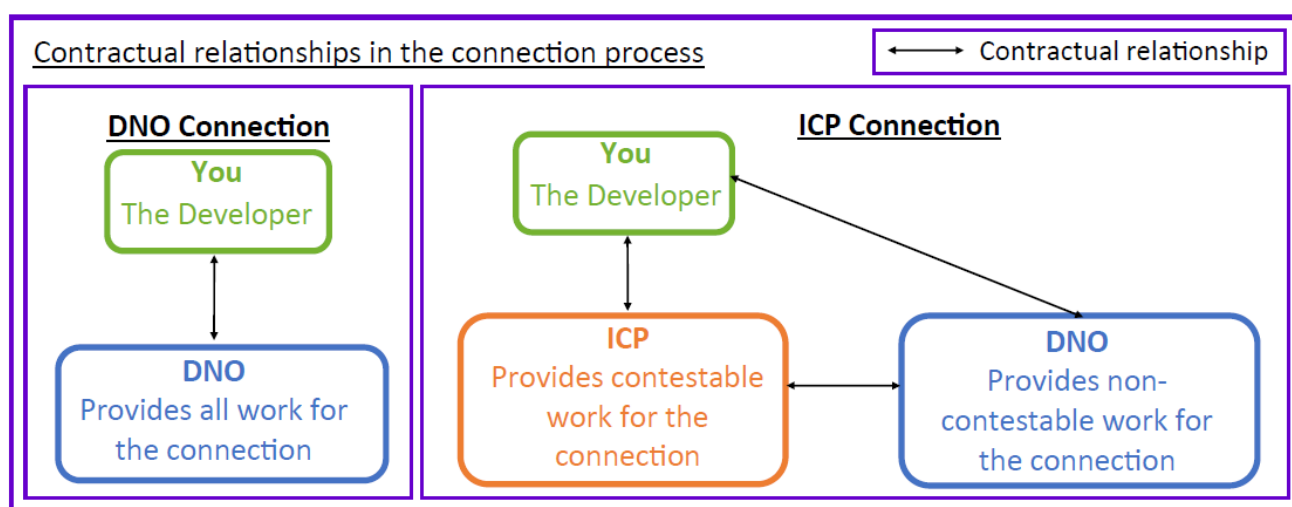 Contractual relationships in the connection process
Contractual relationship
DNO Connection
You
The Developer
DNO
Provides all work for
the connection
ICP Connection
You
The Developer
ICP
Provides contestable
work for the
connection
DNO
Provides non-
contestable work for
the connection